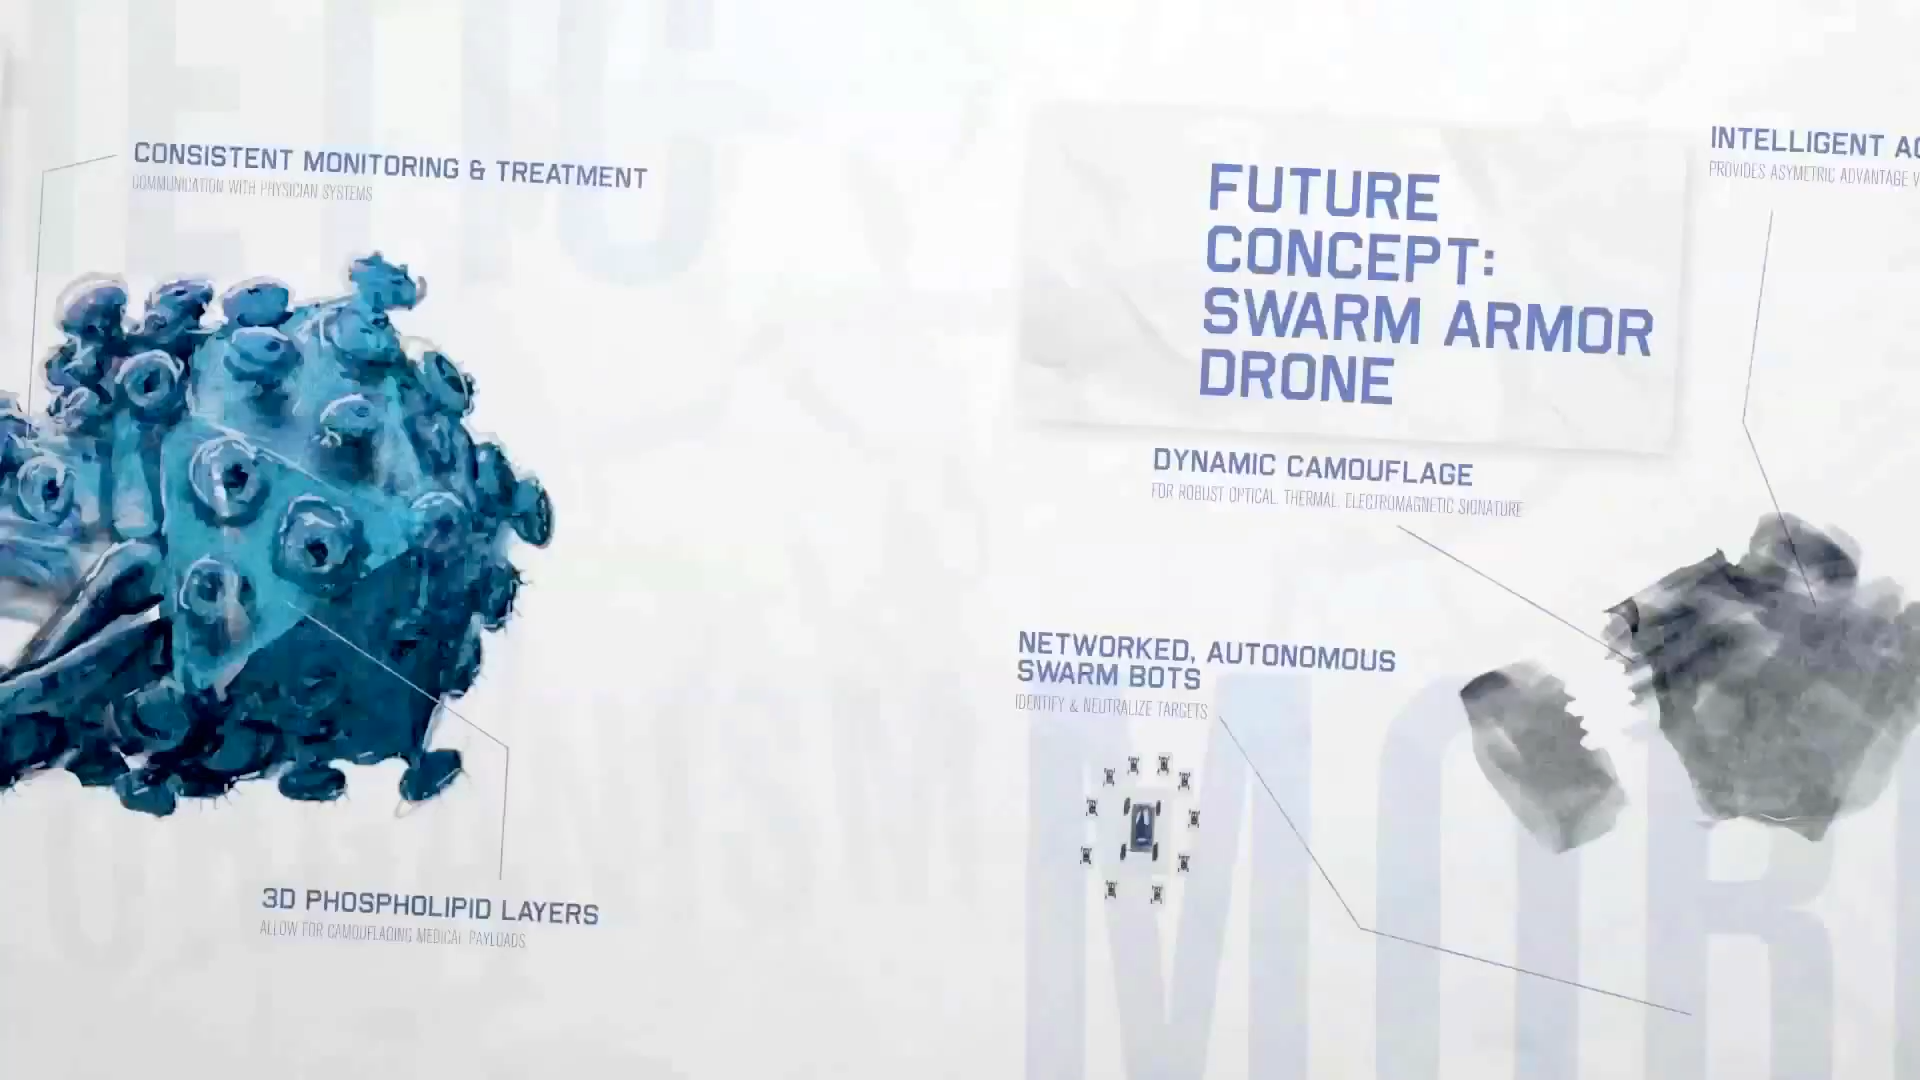 CONSISTENT MONITORING & TREATMENT
COMMUNICATION WITH PHYSICIAN SYSTEMS
3D PHOSPHOLIPID LAYERS
ALLOW FOR CAMOUFLAGING MEDICAL PAYLOADS
FUTURE
CONCEPT:
SWARM ARMOR
DRONE
DYNAMIC CAMOUFLAGE
FOR ROBUST OPTICAL, THERMAL, ELECTROMAGNETIC SIGNATURE
NETWORKED, AUTONOMOUS
SWARM BOTS
IDENTIFY & NEUTRALIZE TARGETS
INTELLIGENT
PROVIDES ASYMETRIC ADVANTAGE